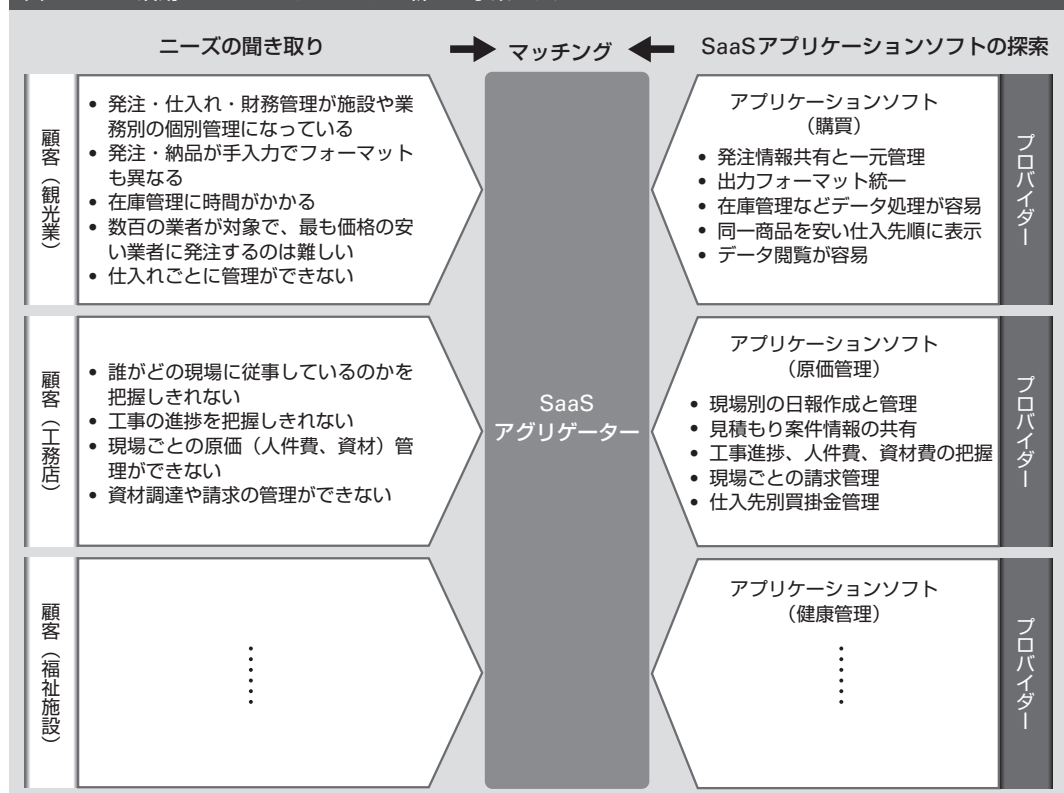 ニーズの聞き取り
マッチング
SaaSアプリケーションソフトの探索
顧客（観光業）
• 発注・仕入れ・財務管理が施設や業
務別の個別管理になっている
• 発注・納品が手入力でフォーマット
も異なる
• 在庫管理に時間がかかる
• 数百の業者が対象で、最も価格の安
い業者に発注するのは難しい
• 仕入れごとに管理ができない
アプリケーションソフト
（購買）
• 発注情報共有と一元管理
• 出力フォーマット統一
• 在庫管理などデータ処理が容易
• 同一商品を安い仕入先順に表示
• データ閲覧が容易
プロバイダー
顧客（工務店）
• 誰がどの現場に従事しているのかを
把握しきれない
• 工事の進捗を把握しきれない
• 現場ごとの原価（人件費、資材）管
理ができない
• 資材調達や請求の管理ができない
SaaS
アグリゲーター
アプリケーションソフト
（原価管理）
• 現場別の日報作成と管理
• 見積もり案件情報の共有
• 工事進捗、人件費、資材費の把握
• 現場ごとの請求管理
• 仕入先別買掛金管理
プロバイダー
顧客（福祉施設）
⋮
アプリケーションソフト
（健康管理）
⋮
プロバイダー